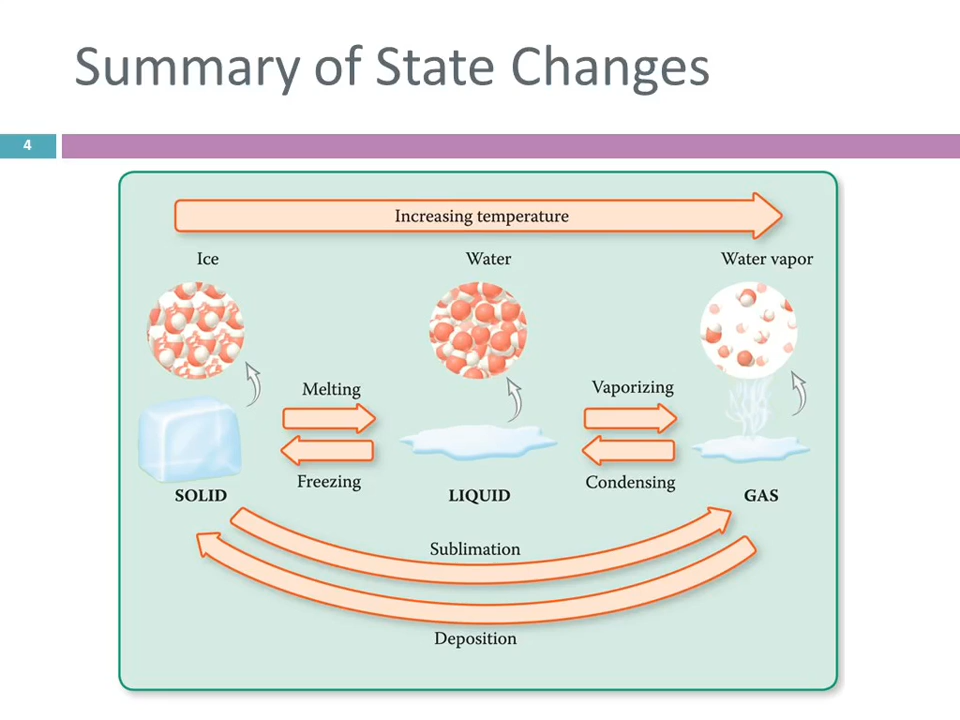 Summary of State Changes
4
Increasing temperature
Ice
Water
Water vapor
Melting
Vaporizing
Freezing
Condensing
SOLID
LIQUID
GAS
Sublimation
Deposition